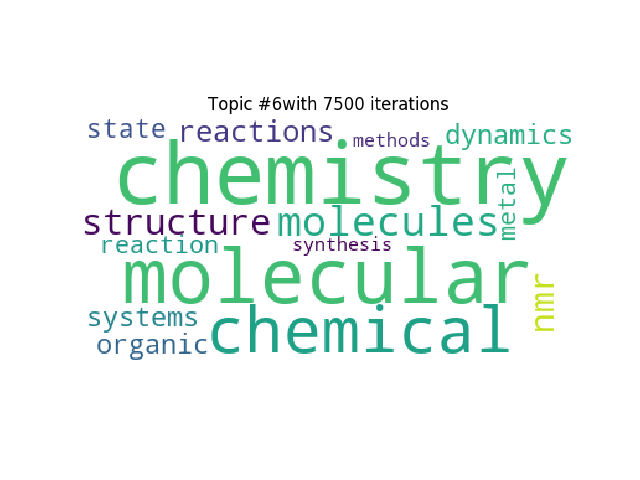 Topic #6with 7500 iterations
state reactions methods dynamics
chemistry
metal
structure molecules
reaction synthesis
molecular
nmr
systems chemical
organic